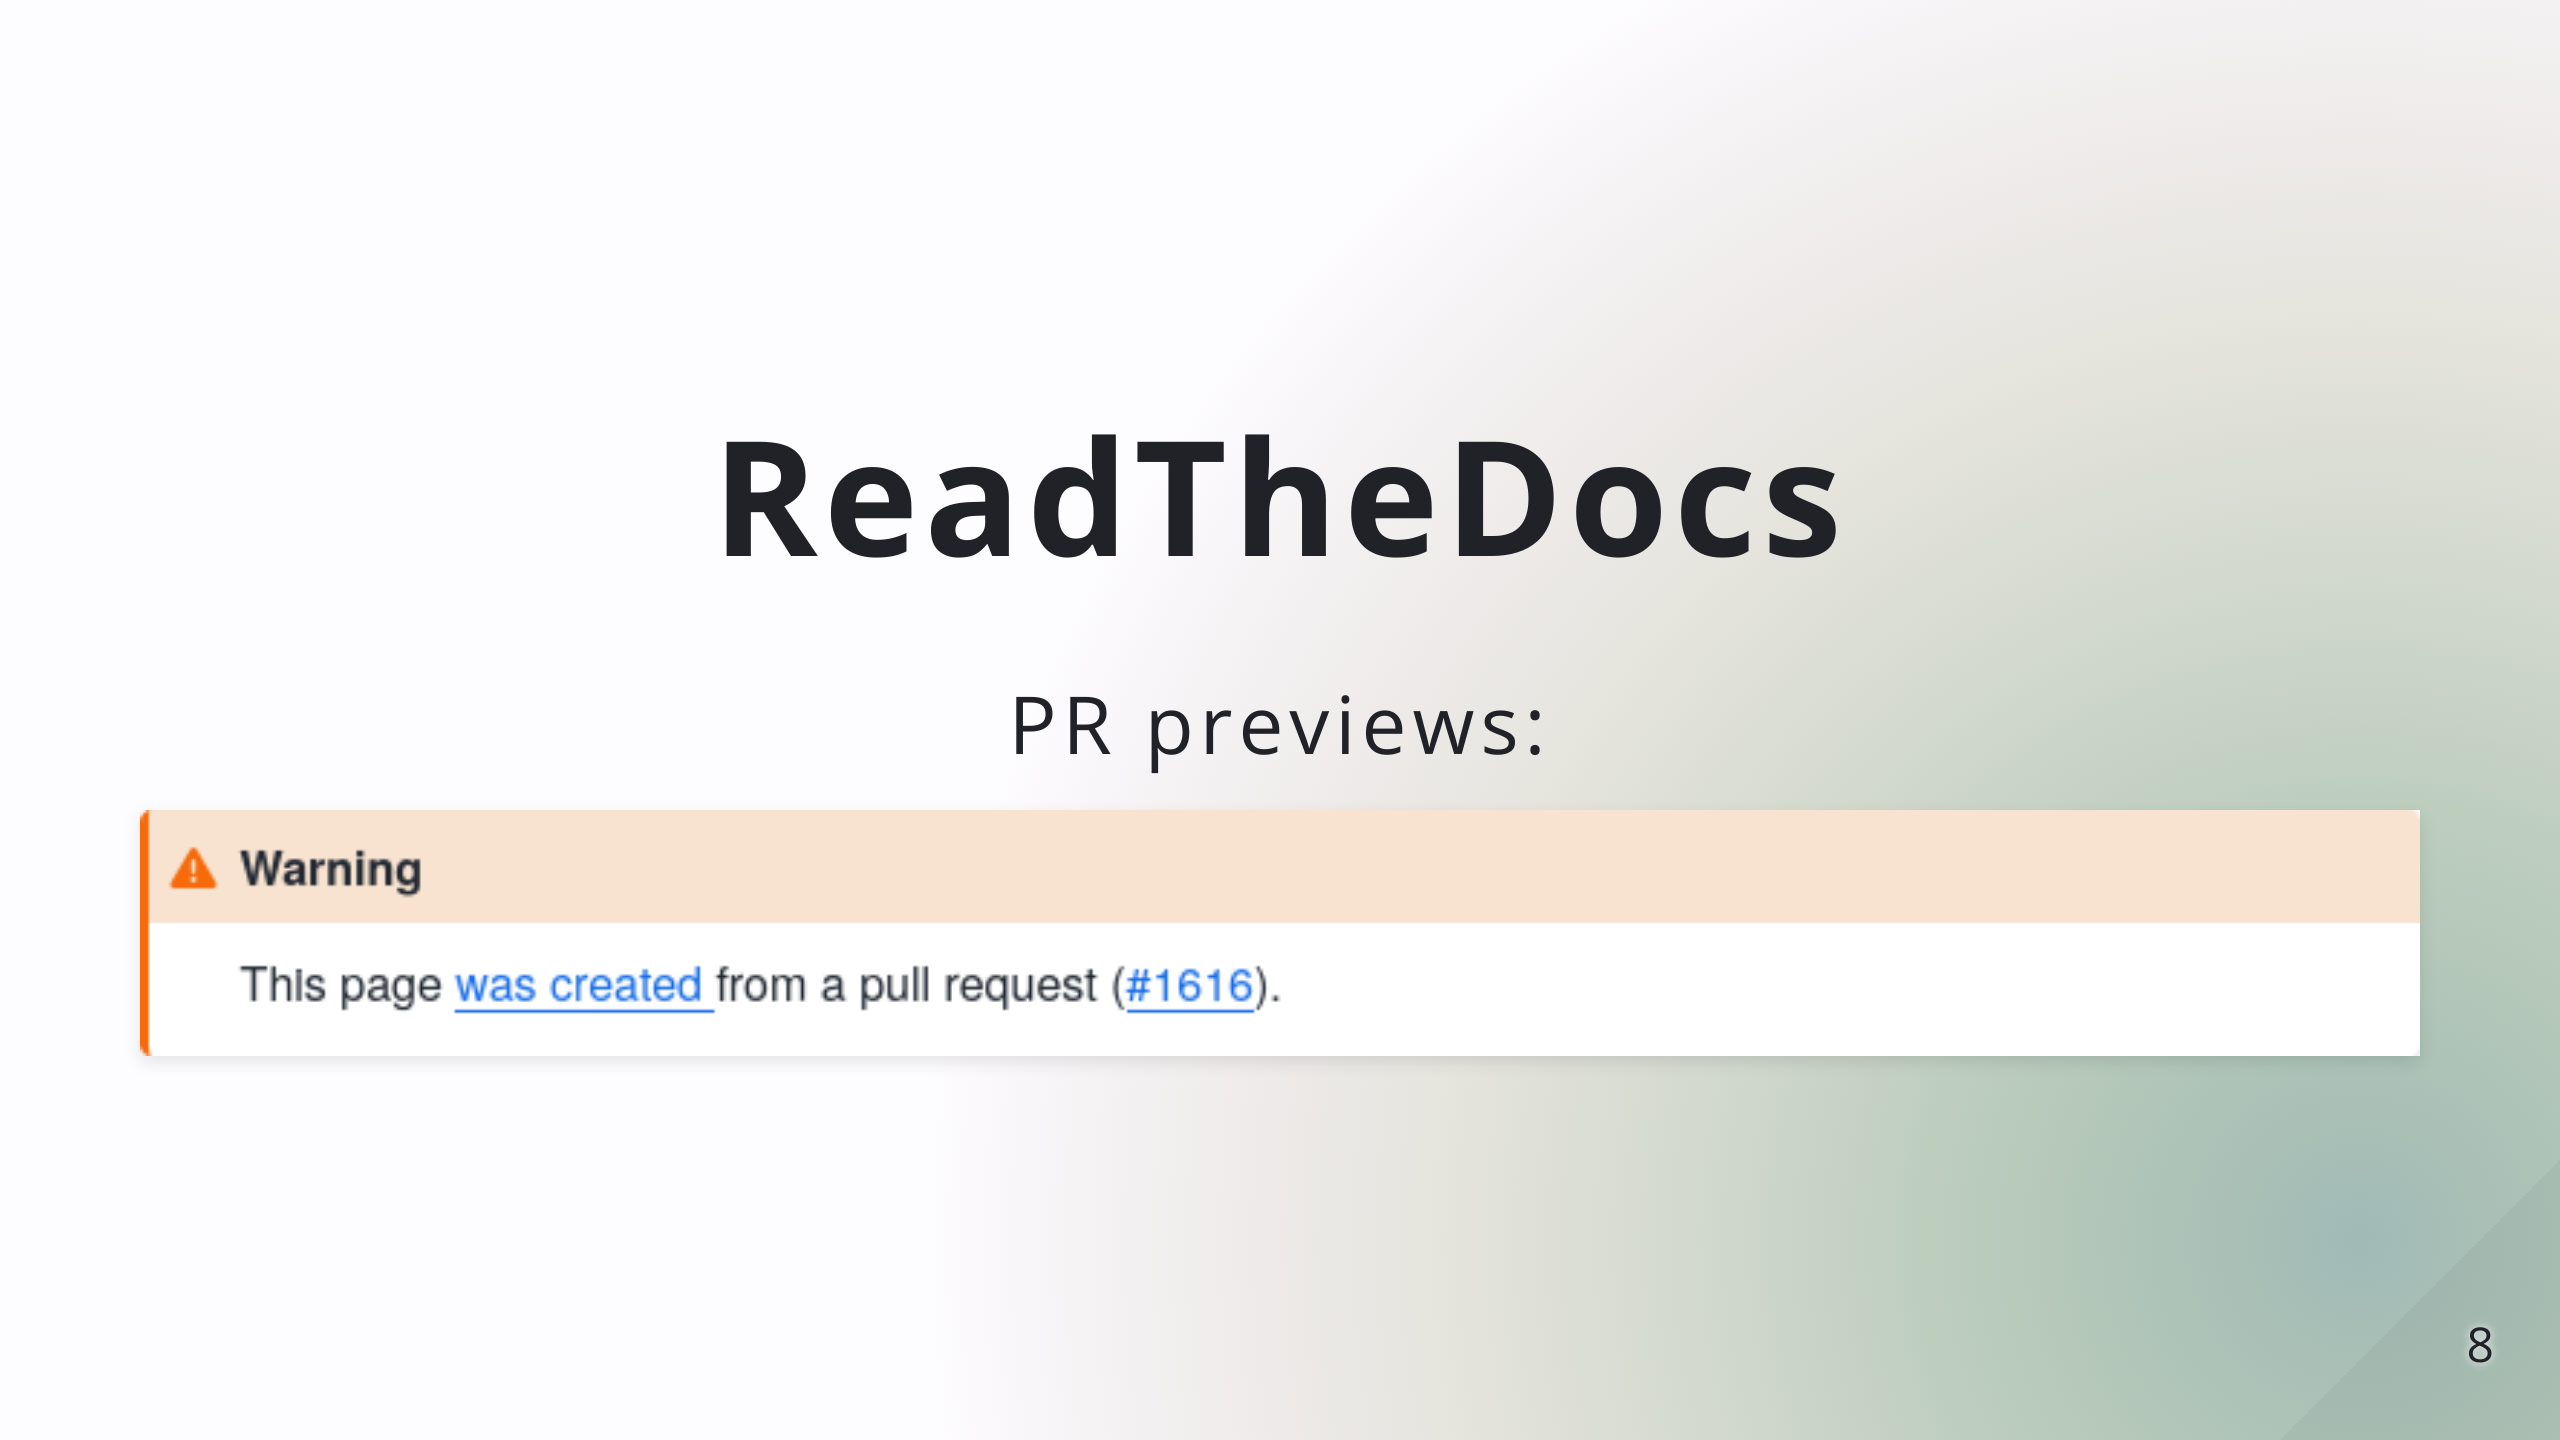 ReadTheDocs
PR previews:
Warning
This page was created from a pull request (#1616).
8